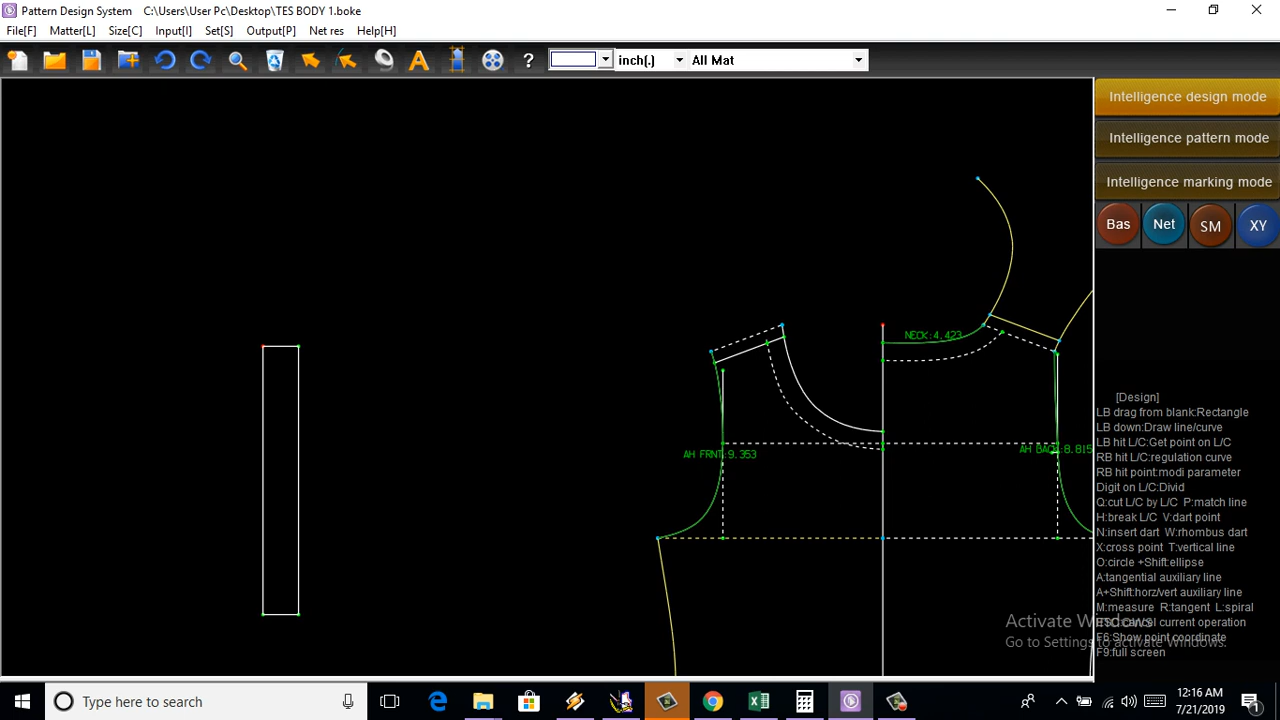 Pattern Design System C:\Users\User Pc\Desktop\TES BODY 1.boke
File[F] Matter[L] Size[C] Input[I] Set[S] Output[P] Net res Help[H]
A ? inch(.) All Mat
Intelligence design mode
Intelligence pattern mode
Intelligence marking mode
Bas Net SM XY
NECK:4,423
AH FRNT:9.353
AH BACK:8.815
[Design]
LB drag from blank:Rectangle
LB down:Draw line/curve
LB hit L/C:Get point on L/C
RB hit L/C:regulation curve
RB hit point:modi parameter
Digit on L/C:Divid
Q:cut L/C by L/C P:match line
H:break L/C V:dart point
N:insert dart W:rhombus dart
X:cross point T:vertical line
O:circle +Shift:ellipse
A:tangential auxiliary line
A+Shift:horz/vert auxiliary line
M:measure R:tangent L:spiral
cancel current operation
F6:Show point coordinate
F9:full screen
Activate Windows
Go to Settings to activate Windows.
Type here to search
12:16 AM
7/21/2019
1